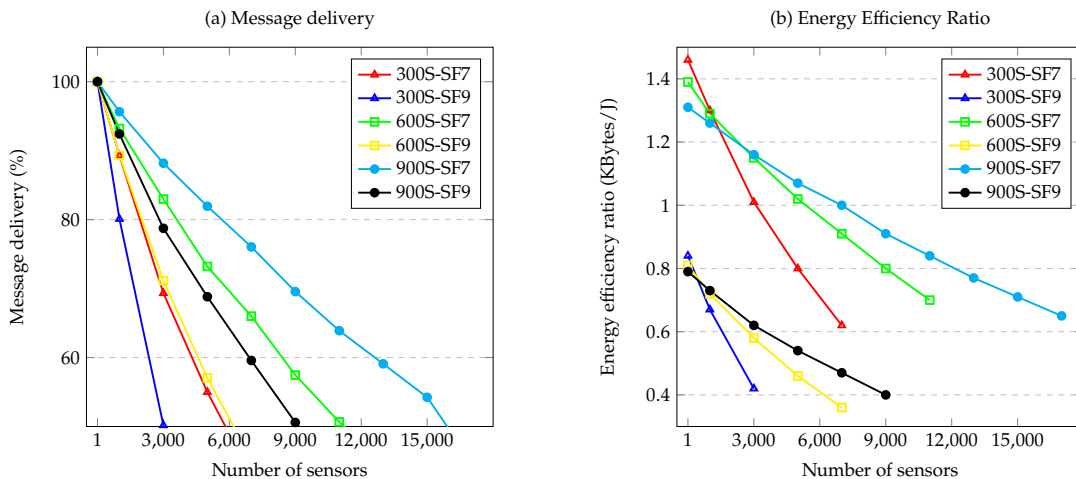 (a) Message delivery
100
80
60
1
3,000
6,000
9,000
12,000
15,000
Message delivery (%)
Number of sensors
300S-SF7
300S-SF9
600S-SF7
600S-SF9
900S-SF7
900S-SF9
(b) Energy Efficiency Ratio
1.4
1.2
1
0.8
0.6
0.4
1
3,000
6,000
9,000
12,000
15,000
Energy efficiency ratio (KBytes/J)
Number of sensors
300S-SF7
300S-SF9
600S-SF7
600S-SF9
900S-SF7
900S-SF9